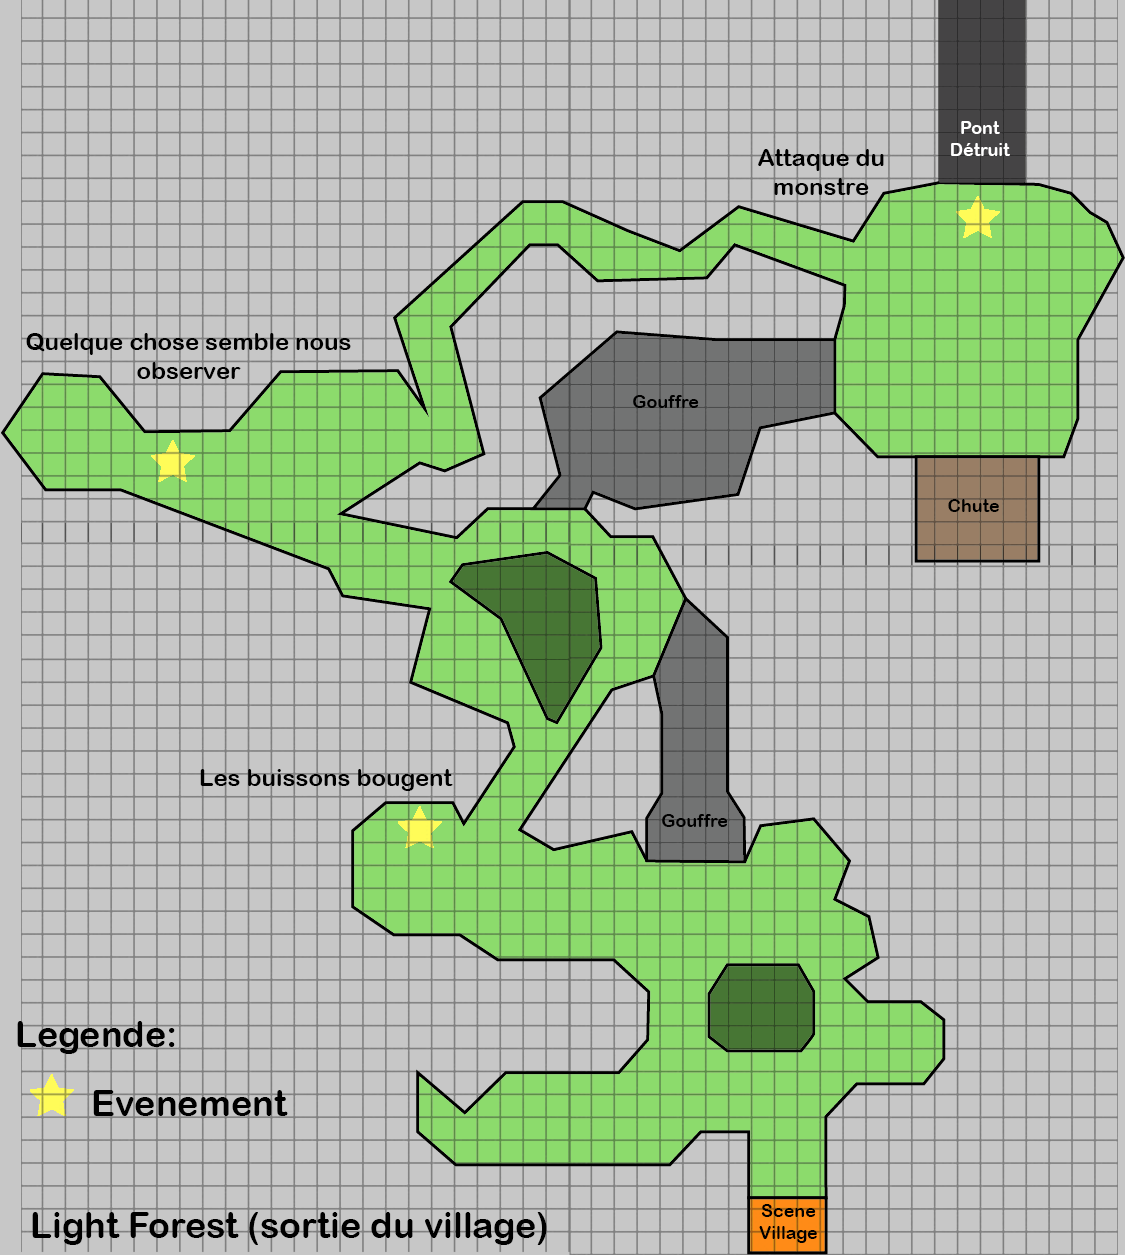 Pont
Détruit
Attaque du
monstre
Quelque chose semble nous
observer
Gouffre
Chute
Les buissons bougent
Gouffre
Legende:
Evenement
Scene
Village
Light Forest (sortie du village)